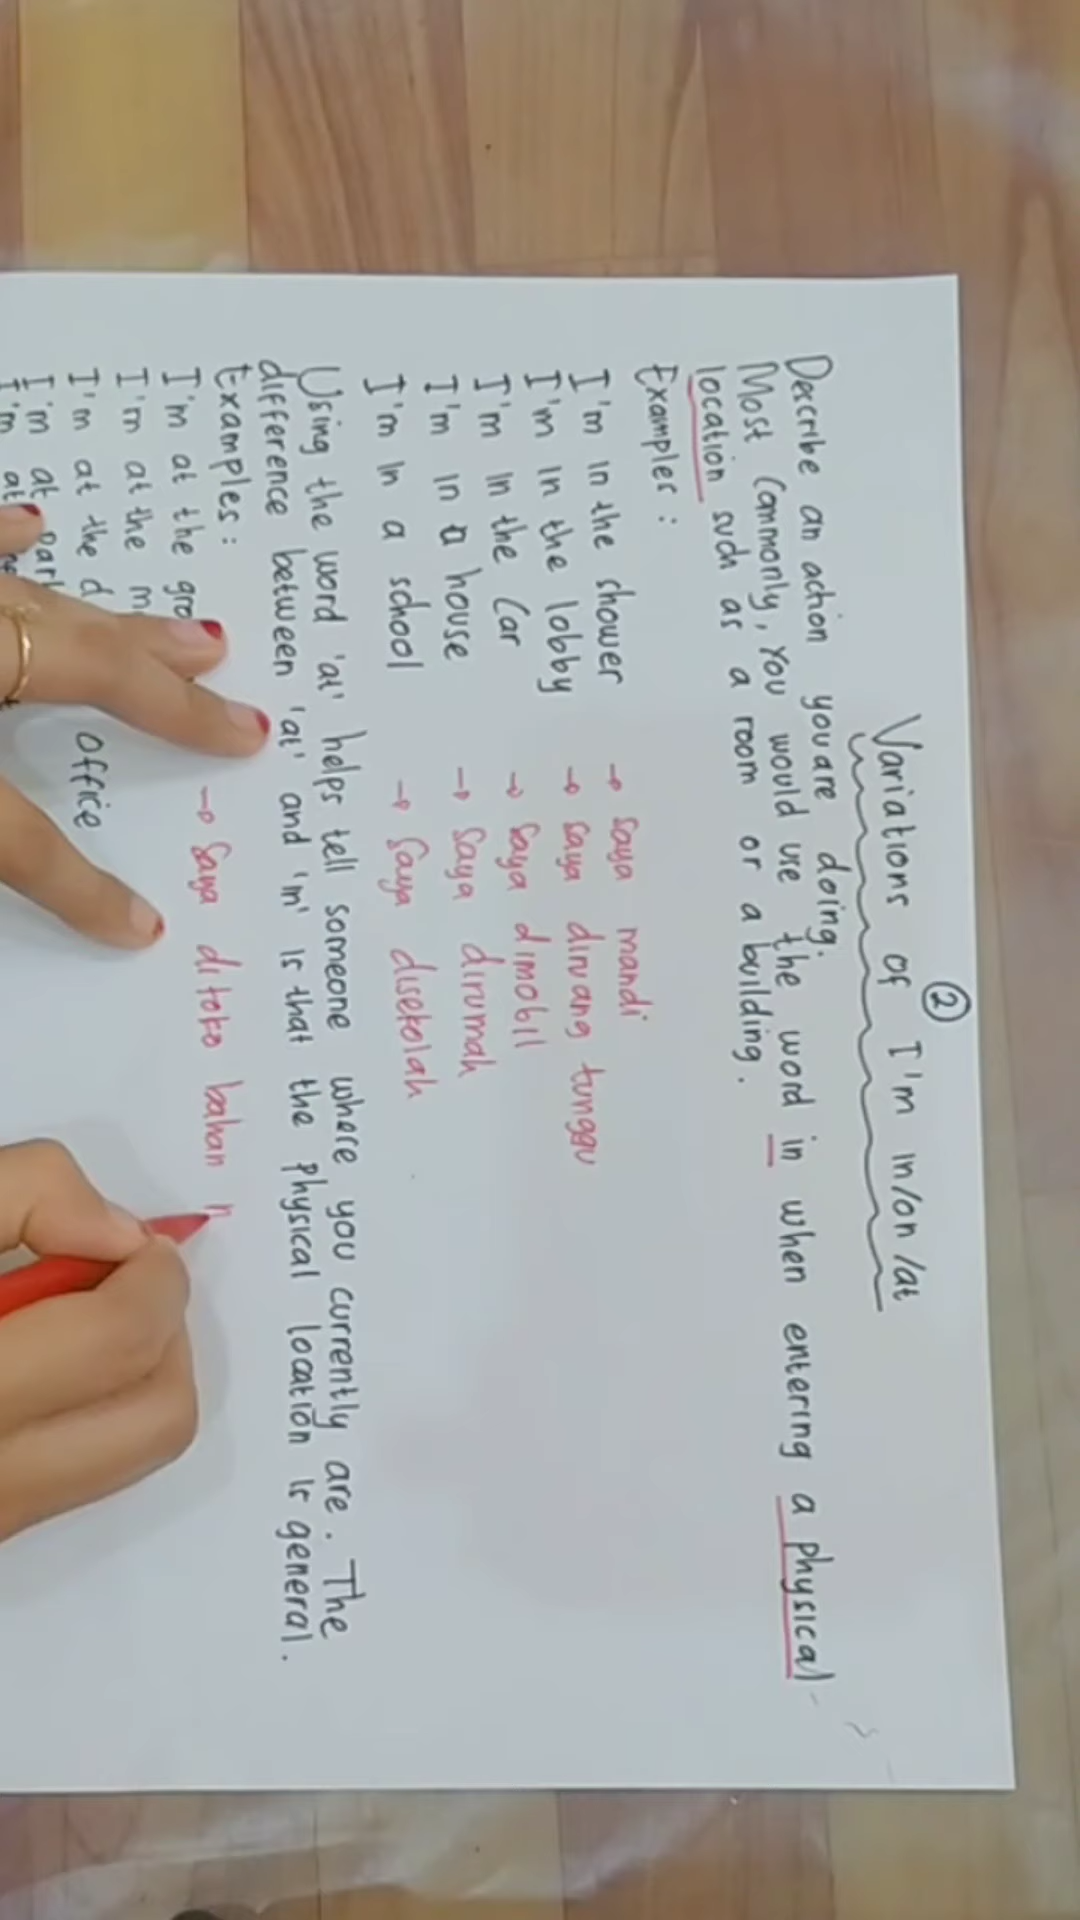 ②
Variations of I'm in/on/at
Describe an action you are doing.
Most Commonly, You would use the word in when entering a physical
location such as a room or a building.
Examples:
I'm in the shower → saya mandi
I'm in the lobby → saya diruang tunggu
I'm in the Car → saya dimobil
I'm in a house → saya dirumah
I'm in a school → saya disekolah
Using the word 'at' helps tell someone where you currently are. The
difference between 'at' and 'in' is that the physical location is general.
Examples:
I'm at the → saya di toko bahan
I'm at the
I'm at the office
I'm at
I'm at